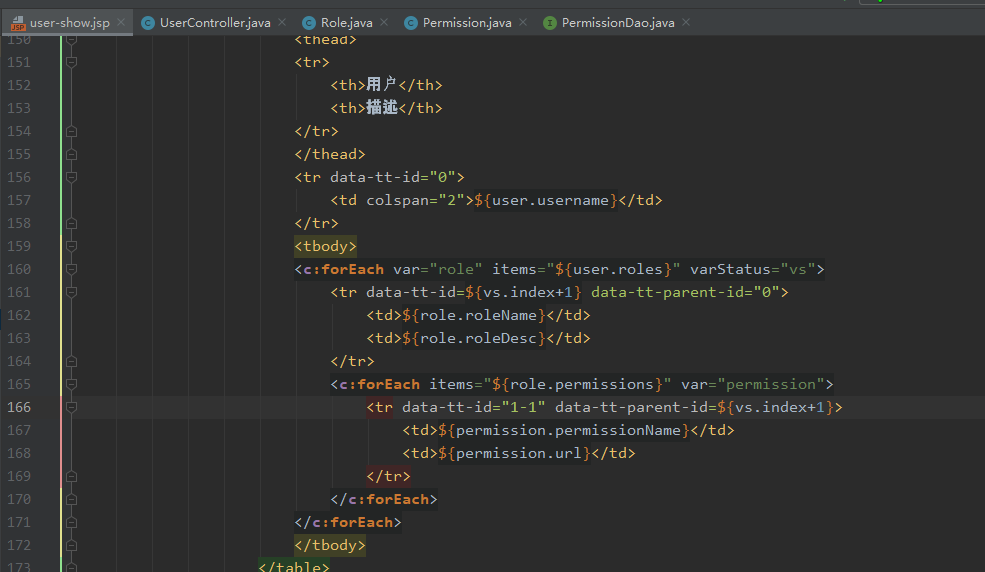 user-show.jsp UserController.java Role.java Permission.java PermissionDao.java
150 <thead>
151 <tr>
152 <th>用户</th>
153 <th>描述</th>
154 </tr>
155 </thead>
156 <tr data-tt-id="0">
157 <td colspan="2">${user.username}</td>
158 </tr>
159 <tbody>
160 <c:forEach var="role" items="${user.roles}" varStatus="vs">
161 <tr data-tt-id=${vs.index+1} data-tt-parent-id="0">
162 <td>${role.roleName}</td>
163 <td>${role.roleDesc}</td>
164 </tr>
165 <c:forEach items="${role.permissions}" var="permission">
166 <tr data-tt-id="1-1" data-tt-parent-id=${vs.index+1}>
167 <td>${permission.permissionName}</td>
168 <td>${permission.url}</td>
169 </tr>
170 </c:forEach>
171 </c:forEach>
172 </tbody>
173 </table>